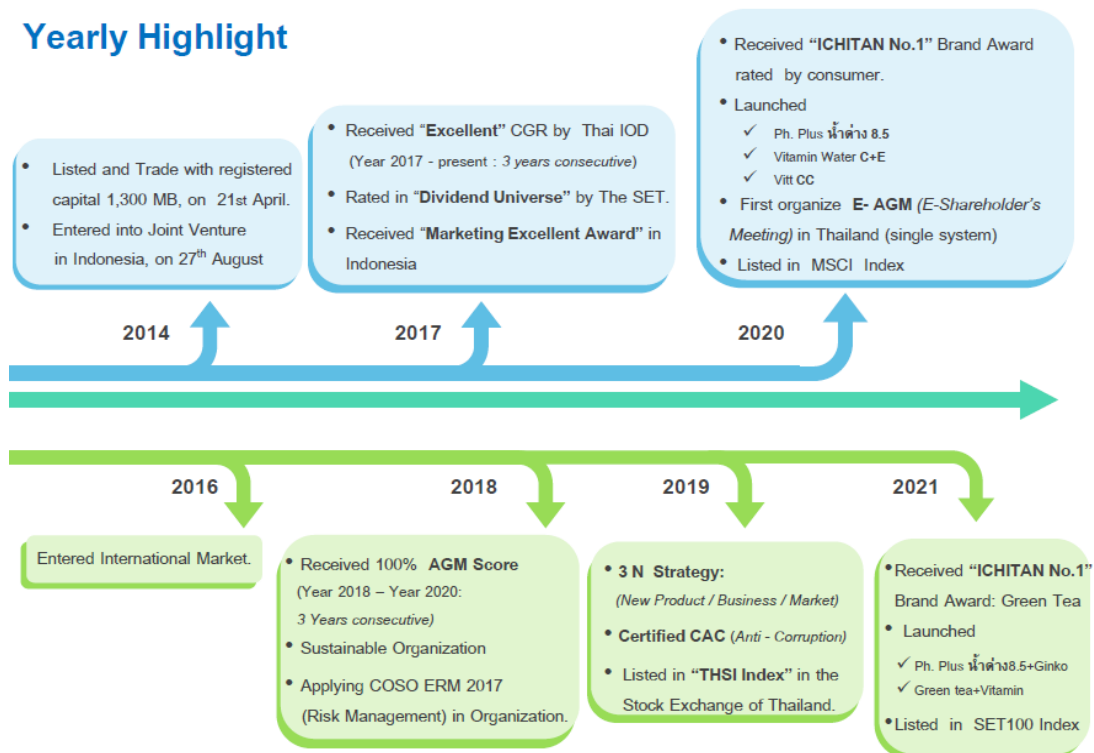 Yearly Highlight
• Listed and Trade with registered
capital 1,300 MB, on 21st April.
• Entered into Joint Venture
in Indonesia, on 27th August
2014
• Received “Excellent” CGR by Thai IOD
(Year 2017 - present : 3 years consecutive)
• Rated in “Dividend Universe” by The SET.
• Received “Marketing Excellent Award” in
Indonesia
2017
• Received “ICHITAN No.1” Brand Award
rated by consumer.
• Launched
✓ Ph. Plus น้ำด่าง 8.5
✓ Vitamin Water C+E
✓ Vitt CC
• First organize E- AGM (E-Shareholder’s
Meeting) in Thailand (single system)
• Listed in MSCI Index
2020
2016
Entered International Market.
2018
• Received 100% AGM Score
(Year 2018 – Year 2020:
3 Years consecutive)
• Sustainable Organization
• Applying COSO ERM 2017
(Risk Management) in Organization.
2019
• 3 N Strategy:
(New Product / Business / Market)
• Certified CAC (Anti - Corruption)
• Listed in “THSI Index” in the
Stock Exchange of Thailand.
2021
• Received “ICHITAN No.1”
Brand Award: Green Tea
• Launched
✓ Ph. Plus น้ำด่าง8.5+Ginko
✓ Green tea+Vitamin
• Listed in SET100 Index